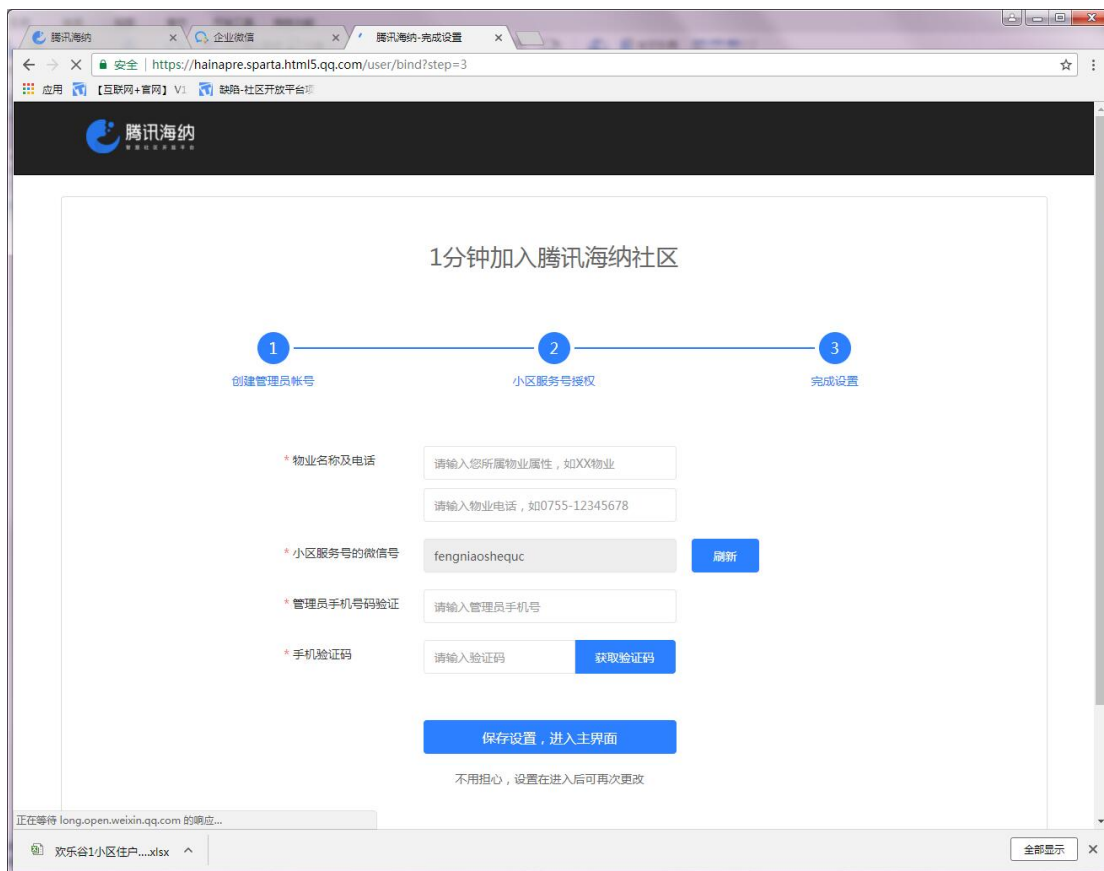 腾讯海纳
企业微信
腾讯海纳-完成设置
安全 | https://hainapre.sparta.html5.qq.com/user/bind?step=3
应用 【互联网+官网】V1 缺陷-社区开放平台项
腾讯海纳
智慧社区开放平台
1分钟加入腾讯海纳社区
1 2 3
创建管理员帐号 小区服务号授权 完成设置
* 物业名称及电话 请输入您所属物业属性，如XX物业
请输入物业电话，如0755-12345678
* 小区服务号的微信号 fengniaoshequc 刷新
* 管理员手机号码验证 请输入管理员手机号
* 手机验证码 请输入验证码 获取验证码
保存设置，进入主界面
不用担心，设置在进入后可再次更改
正在等待 long.open.weixin.qq.com 的响应...
欢乐谷1小区住户....xlsx 全部显示